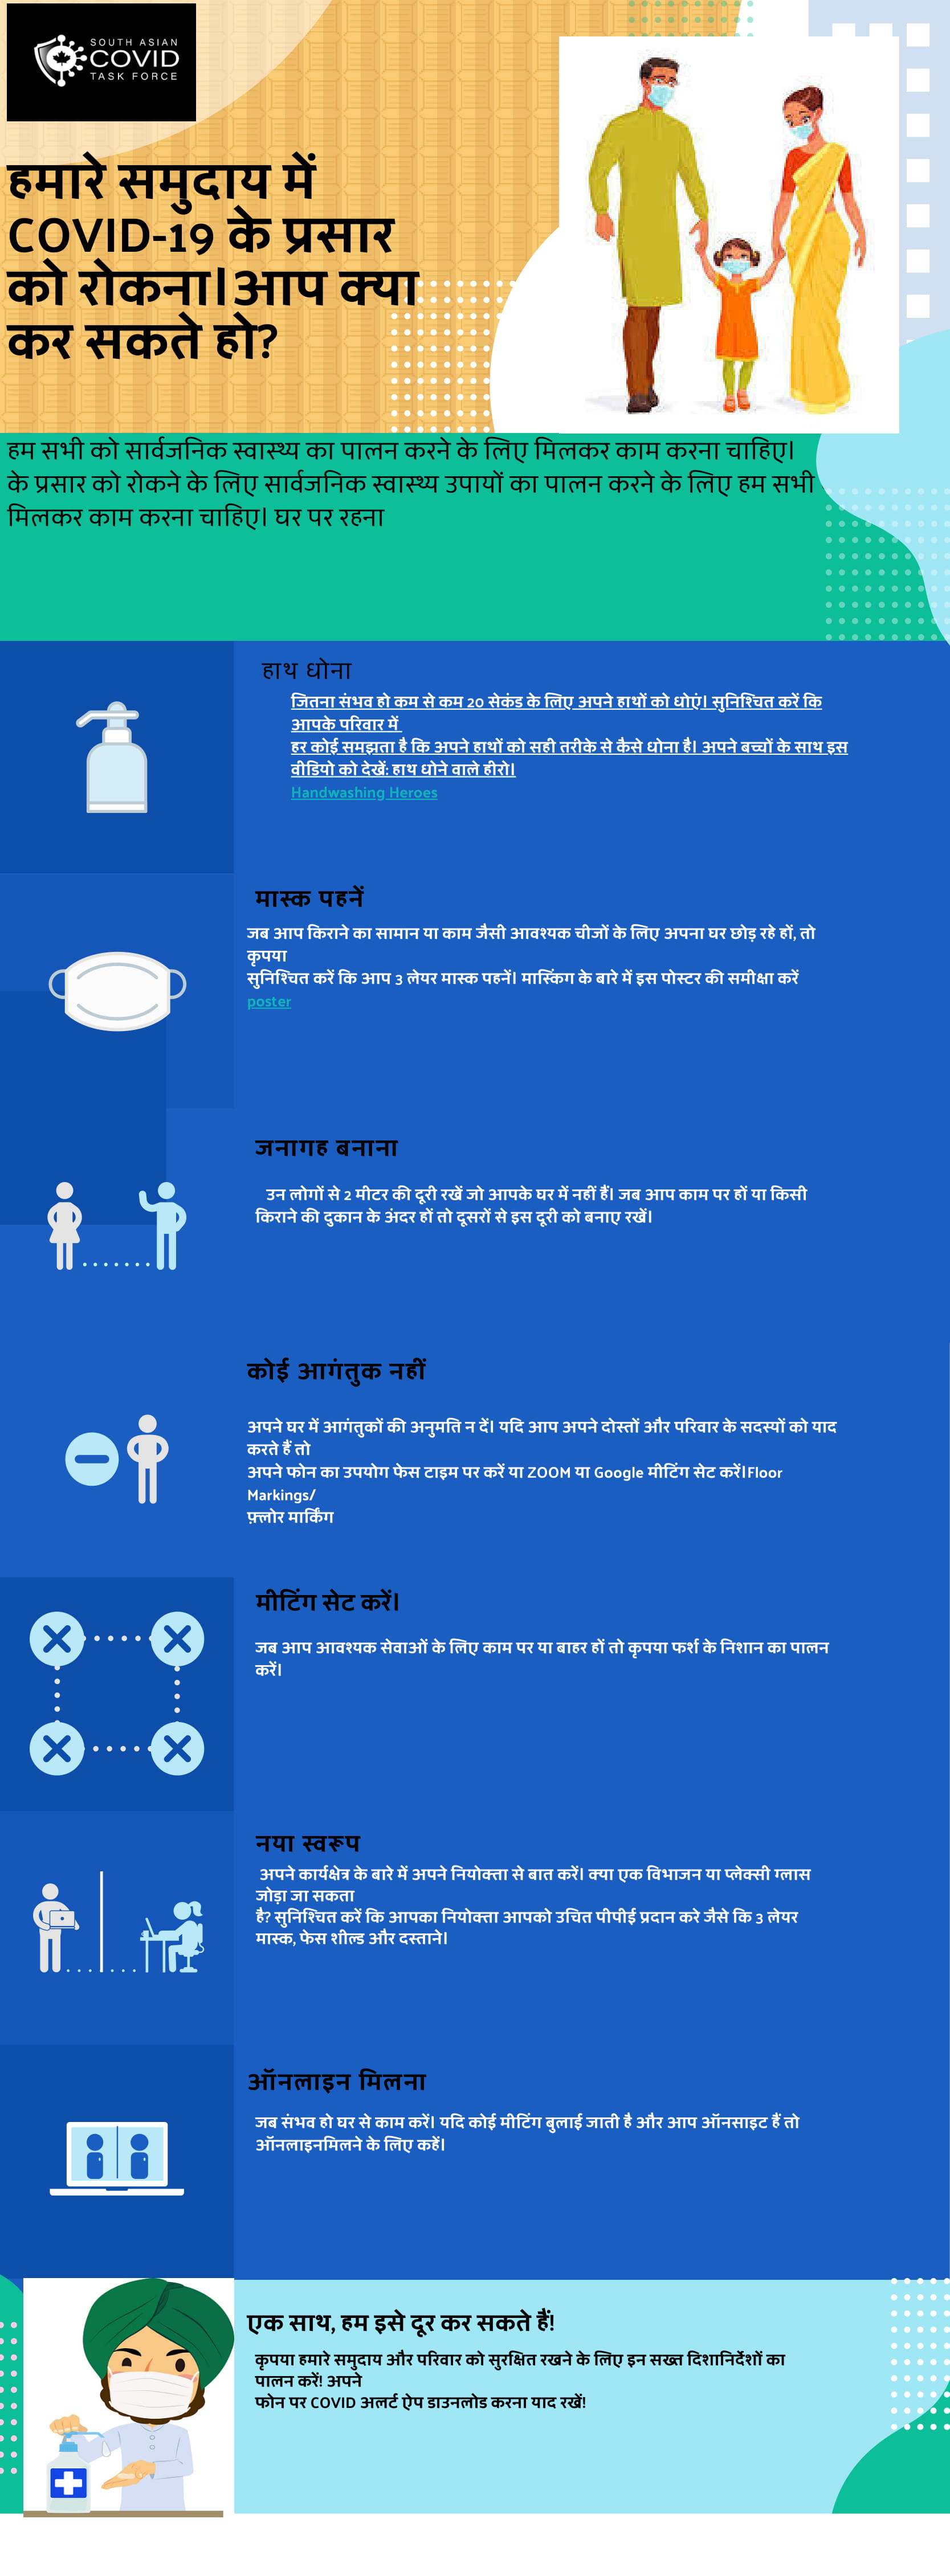 SOUTH ASIAN
COVID
TASK FORCE
हमारे समुदाय में
COVID-19 के प्रसार
को रोकना।आप क्या
कर सकते हो?
हम सभी को सार्वजनिक स्वास्थ्य का पालन करने के लिए मिलकर काम करना चाहिए।
के प्रसार को रोकने के लिए सार्वजनिक स्वास्थ्य उपायों का पालन करने के लिए हम सभी
मिलकर काम करना चाहिए। घर पर रहना
हाथ धोना
जितना संभव हो कम से कम 20 सेकंड के लिए अपने हाथों को धोएं। सुनिश्चित करें कि
आपके परिवार में
हर कोई समझता है कि अपने हाथों को सही तरीके से कैसे धोना है। अपने बच्चों के साथ इस
वीडियो को देखें: हाथ धोने वाले हीरो।
Handwashing Heroes
मास्क पहनें
जब आप किराने का सामान या काम जैसी आवश्यक चीजों के लिए अपना घर छोड़ रहे हों, तो
कृपया
सुनिश्चित करें कि आप 3 लेयर मास्क पहनें। मास्किंग के बारे में इस पोस्टर की समीक्षा करें
poster
जनागह बनाना
उन लोगों से 2 मीटर की दूरी रखें जो आपके घर में नहीं हैं। जब आप काम पर हों या किसी
किराने की दुकान के अंदर हों तो दूसरों से इस दूरी को बनाए रखें।
कोई आगंतुक नहीं
अपने घर में आगंतुकों की अनुमति न दें। यदि आप अपने दोस्तों और परिवार के सदस्यों को याद
करते हैं तो
अपने फोन का उपयोग फेस टाइम पर करें या ZOOM या Google मीटिंग सेट करें।Floor
Markings/
फ़्लोर मार्किंग
मीटिंग सेट करें।
जब आप आवश्यक सेवाओं के लिए काम पर या बाहर हों तो कृपया फर्श के निशान का पालन
करें।
नया स्वरूप
अपने कार्यक्षेत्र के बारे में अपने नियोक्ता से बात करें। क्या एक विभाजन या प्लेक्सी ग्लास
जोड़ा जा सकता
है? सुनिश्चित करें कि आपका नियोक्ता आपको उचित पीपीई प्रदान करे जैसे कि 3 लेयर
मास्क, फेस शील्ड और दस्ताने।
ऑनलाइन मिलना
जब संभव हो घर से काम करें। यदि कोई मीटिंग बुलाई जाती है और आप ऑनसाइट हैं तो
ऑनलाइनमिलने के लिए कहें।
एक साथ, हम इसे दूर कर सकते हैं!
कृपया हमारे समुदाय और परिवार को सुरक्षित रखने के लिए इन सख्त दिशानिर्देशों का
पालन करें! अपने
फोन पर COVID अलर्ट ऐप डाउनलोड करना याद रखें!